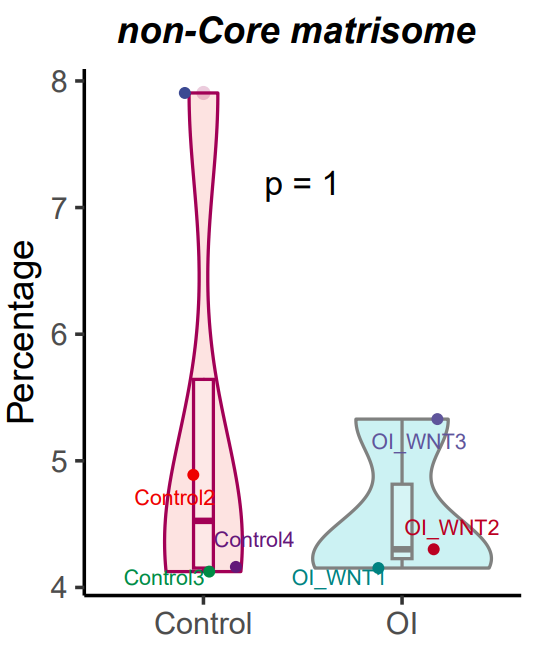 non-Core matrisome
8
7
6
5
4
Percentage
p = 1
Control2
Control4
Control3
OI_WNT3
OI_WNT2
OI_WNT1
Control
OI